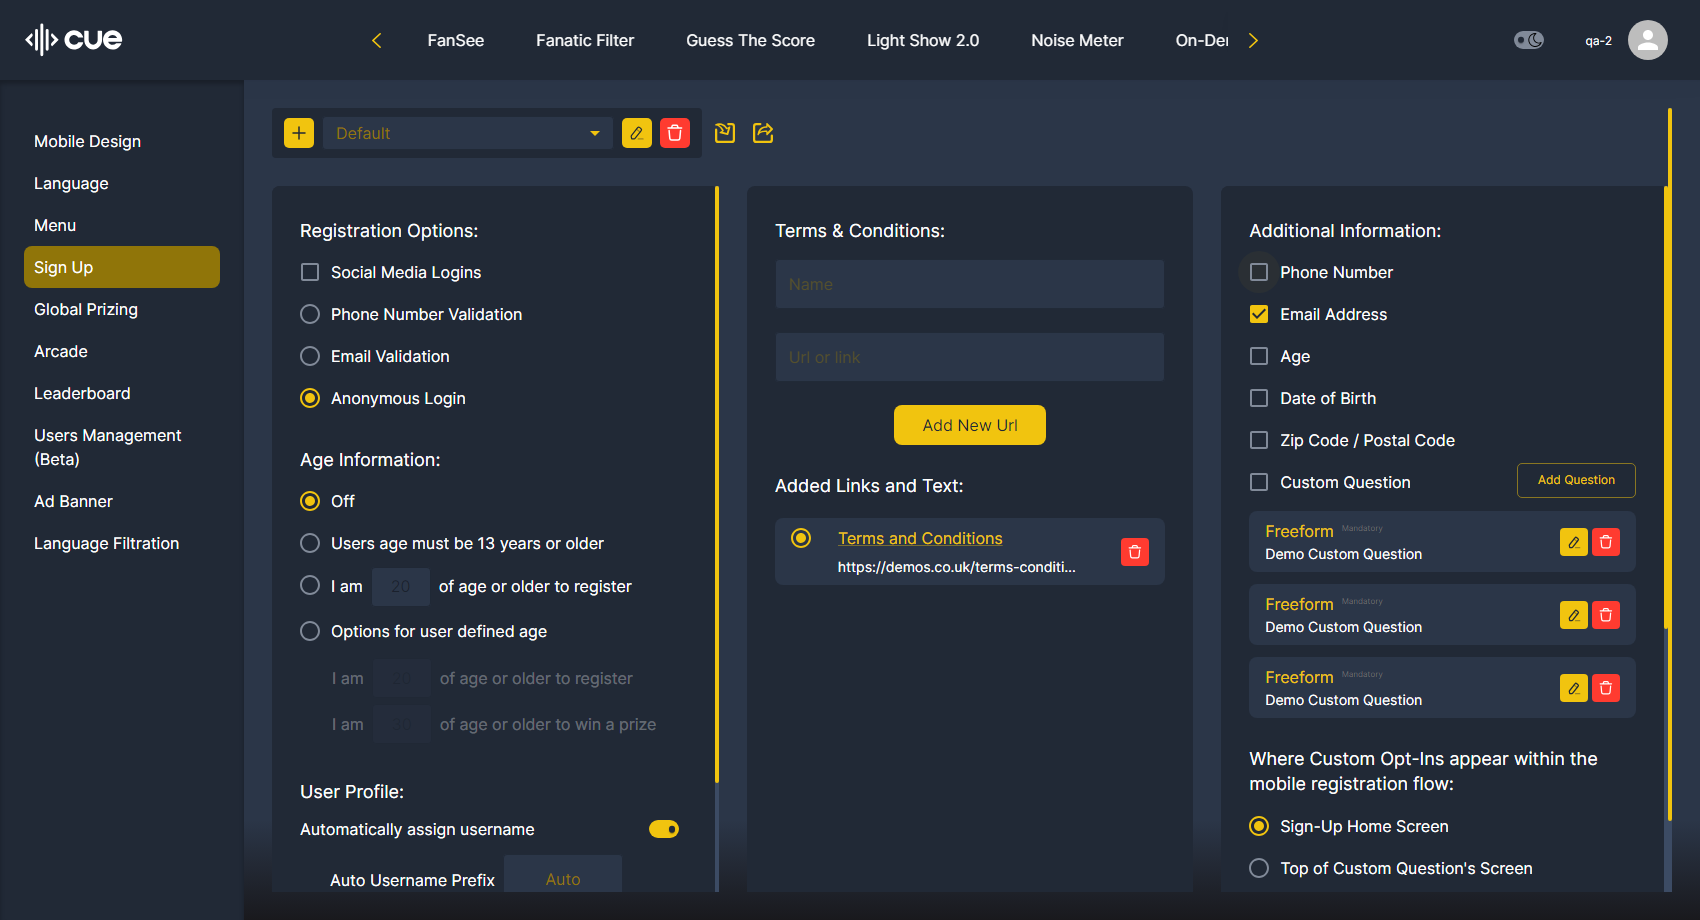 cue
FanSee
Fanatic Filter
Guess The Score
Light Show 2.0
Noise Meter
On-Der
qa-2
Mobile Design
Language
Menu
Sign Up
Global Prizing
Arcade
Leaderboard
Users Management
(Beta)
Ad Banner
Language Filtration
Default
Registration Options:
Social Media Logins
Phone Number Validation
Email Validation
Anonymous Login
Age Information:
Off
Users age must be 13 years or older
I am 20 of age or older to register
Options for user defined age
I am 20 of age or older to register
I am of age or older to win a prize
User Profile:
Automatically assign username
Auto Username Prefix Auto
Terms & Conditions:
Name
Url or link
Add New Url
Added Links and Text:
Terms and Conditions
https://demos.co.uk/terms-conditi...
Additional Information:
Phone Number
Email Address
Age
Date of Birth
Zip Code / Postal Code
Custom Question Add Question
Freeform Mandatory
Demo Custom Question
Freeform Mandatory
Demo Custom Question
Freeform Mandatory
Demo Custom Question
Where Custom Opt-Ins appear within the
mobile registration flow:
Sign-Up Home Screen
Top of Custom Question's Screen